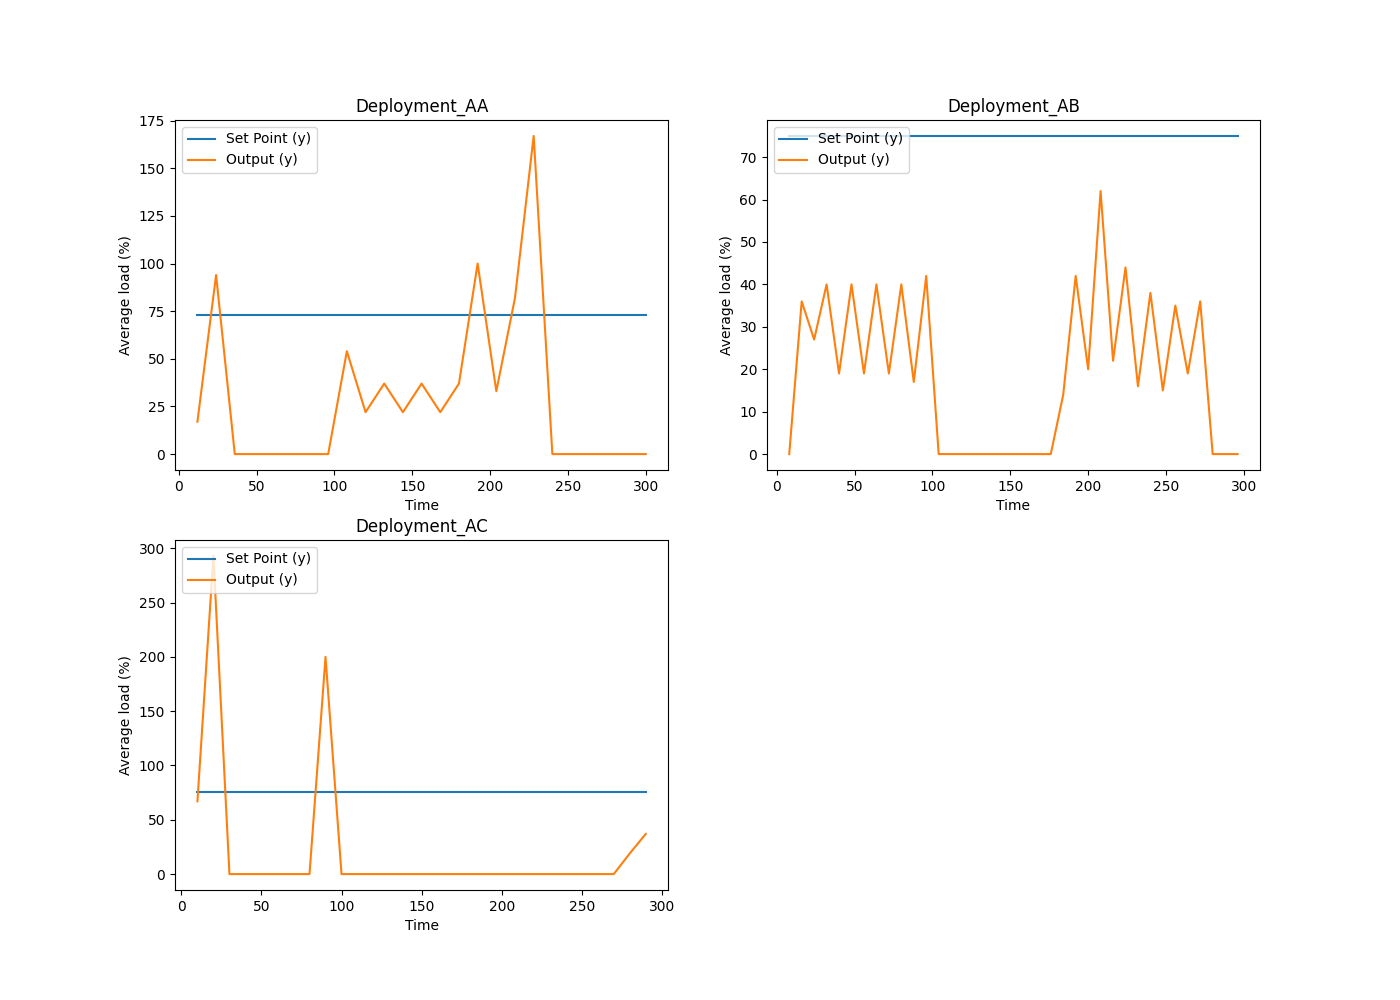 Deployment_AA
175
150
125
100
75
50
25
0
Average load (%)
Set Point (y)
Output (y)
0 50 100 150 200 250 300
Time
Deployment_AB
70
60
50
40
30
20
10
0
Average load (%)
Set Point (y)
Output (y)
0 50 100 150 200 250 300
Time
Deployment_AC
300
250
200
150
100
50
0
Average load (%)
Set Point (y)
Output (y)
0 50 100 150 200 250 300
Time